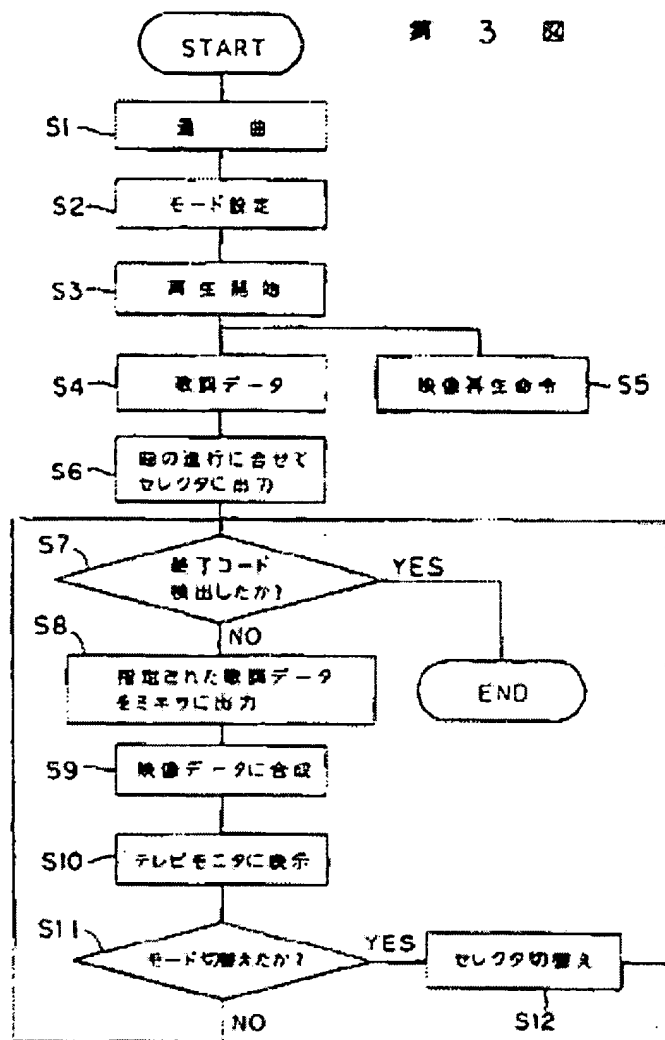 第 3 図
START
S1
選 曲
S2
モード設定
S3
再生開始
S4
歌詞データ
映像再生命令
S5
S6
曲の進行に合せて
セレクタに出力
S7
終了コード
検出したか?
YES
NO
S8
指定された歌詞データ
をミキサに出力
END
S9
映像データに合成
S10
テレビモニタに表示
S11
モード切替えたか?
YES
セレクタ切替え
S12
NO